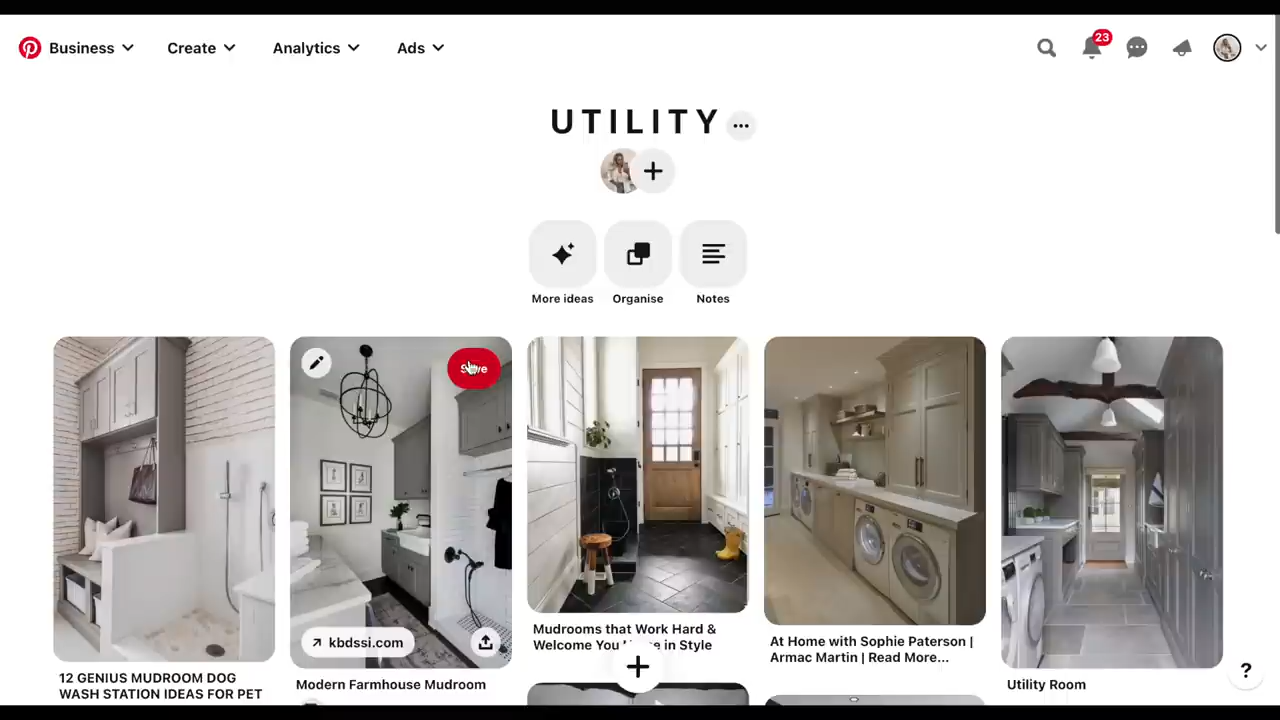 Business
Create
Analytics
Ads
23
UTILITY
More ideas
Organise
Notes
kbdssi.com
12 GENIUS MUDROOM DOG
WASH STATION IDEAS FOR PET
Modern Farmhouse Mudroom
Mudrooms that Work Hard &
Welcome You in Style
At Home with Sophie Paterson |
Armac Martin | Read More...
Utility Room
?